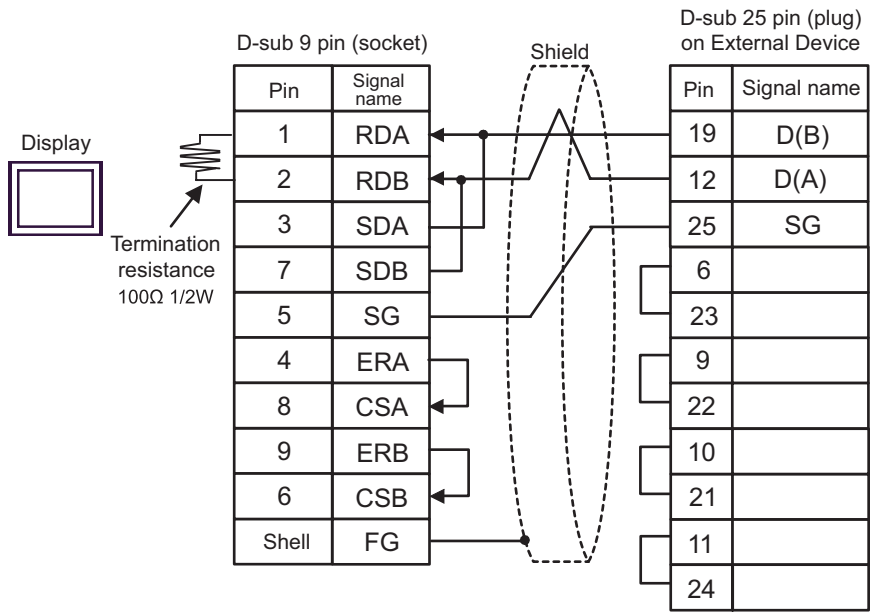 D-sub 25 pin (plug)
on External Device
D-sub 9 pin (socket)
Shield
Pin Signal name
Pin Signal name
Display
1 RDA
19 D(B)
2 RDB
12 D(A)
3 SDA
25 SG
Termination
resistance
100Ω 1/2W
7 SDB
6
5 SG
23
4 ERA
9
8 CSA
22
9 ERB
10
6 CSB
21
Shell FG
11
24